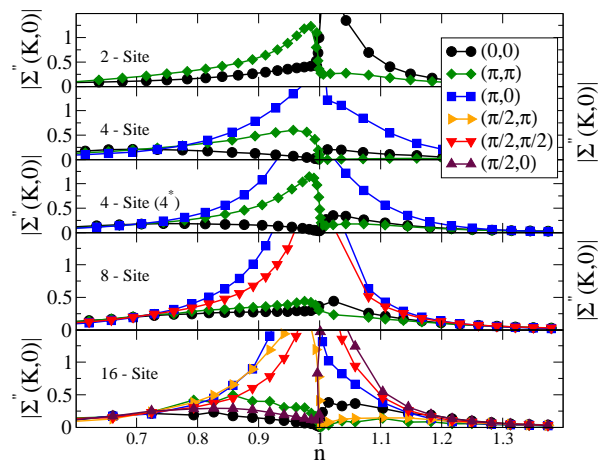 |Σ"(K,0)|
1
0.5
0
2 - Site
(0,0)
(π,π)
(π,0)
(π/2,π)
(π/2,π/2)
(π/2,0)
|Σ"(K,0)|
1
0.5
0
4 - Site
|Σ"(K,0)|
|Σ"(K,0)|
1
0.5
0
4 - Site (4*)
|Σ"(K,0)|
1
0.5
0
8 - Site
|Σ"(K,0)|
|Σ"(K,0)|
1
0.5
0
16 - Site
0.7 0.8 0.9 1 1.1 1.2 1.3
n